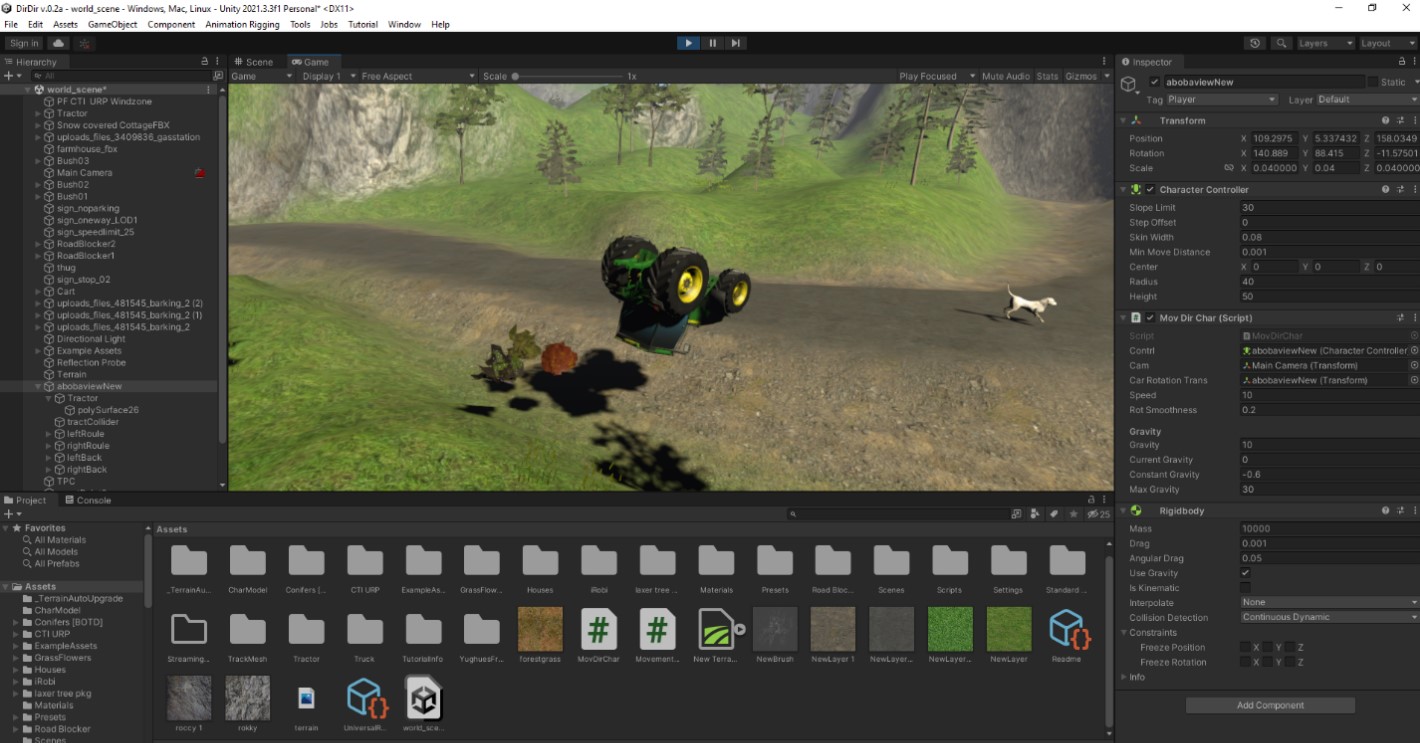 DirDir v.0.2a - world_scene - Windows, Mac, Linux - Unity 2021.3.3f1 Personal* <DX11>
File Edit Assets GameObject Component Animation Rigging Tools Jobs Tutorial Window Help
Sign in
Layers Layout
Hierarchy
All
world_scene*
PF CTI URP Windzone
Tractor
Snow covered CottageFBX
uploads_files_3409836_gasstation
farmhouse_fbx
Bush03
Main Camera
Bush02
Bush01
sign_noparking
sign_oneway_LOD1
sign_speedlimit_25
RoadBlocker2
RoadBlocker1
thug
sign_stop_02
Cart
uploads_files_481545_barking_2 (2)
uploads_files_481545_barking_2 (1)
uploads_files_481545_barking_2
Directional Light
Example Assets
Reflection Probe
Terrain
abobaviewNew
Tractor
polySurface26
tractCollider
leftRoule
rightRoule
leftBack
rightBack
TPC
Scene Game
Game Display 1 Free Aspect Scale 1x Play Focused Mute Audio Stats Gizmos
Inspector
abobaviewNew Static
Tag Player Layer Default
Transform
Position X 109.2975 Y 5.337432 Z 158.0349
Rotation X 140.889 Y 88.415 Z -11.57501
Scale X 0.040000 Y 0.04 Z 0.040000
Character Controller
Slope Limit 30
Step Offset 0
Skin Width 0.08
Min Move Distance 0.001
Center X 0 Y 0 Z 0
Radius 40
Height 50
Mov Dir Char (Script)
Script MovDirChar
Contrl abobaviewNew (Character Controller
Cam Main Camera (Transform)
Car Rotation Trans abobaviewNew (Transform)
Speed 10
Rot Smoothness 0.2
Gravity
Gravity 10
Current Gravity 0
Constant Gravity -0.6
Max Gravity 30
Rigidbody
Mass 10000
Drag 0.001
Angular Drag 0.05
Use Gravity
Is Kinematic
Interpolate None
Collision Detection Continuous Dynamic
Constraints
Freeze Position X Y Z
Freeze Rotation X Y Z
Info
Add Component
Project Console
25
Favorites
All Materials
All Models
All Prefabs
Assets
_TerrainAutoUpgrade
CharModel
Conifers [BOTD]
CTI URP
ExampleAssets
GrassFlowers
Houses
iRobi
laxer tree pkg
Materials
Presets
Road Blocker
Scenes
Assets
_TerrainAu... CharModel Conifers [... CTI URP ExampleAs... GrassFlow... Houses iRobi laxer tree ... Materials Presets Road Bloc... Scenes Scripts Settings Standard ...
Streaming... TrackMesh Tractor Truck TutorialInfo YughuesFr... forestgrass MovDirChar Movement... New Terra... NewBrush NewLayer 1 NewLayer... NewLayer... NewLayer Readme
roccy 1 rokky terrain UniversalR... world_sce...